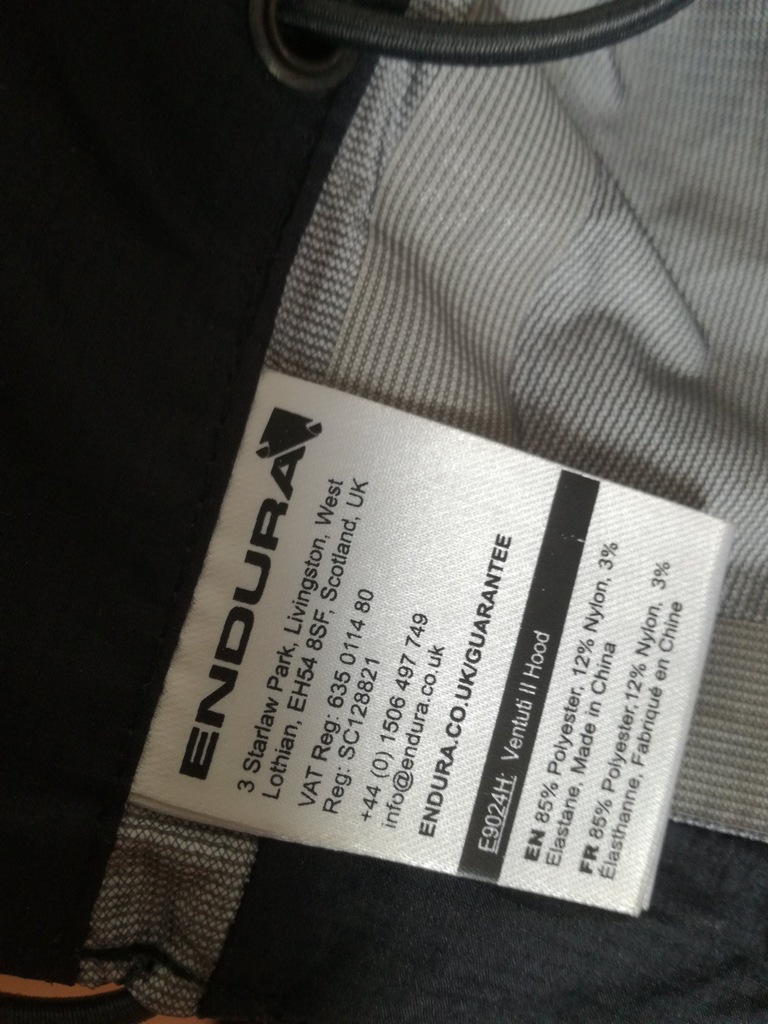 ENDURA
3 Starlaw Park, Livingston, West
Lothian, EH54 8SF, Scotland, UK
VAT Reg: 635 0114 80
Reg: SC128821
+44 (0) 1506 497 749
info@endura.co.uk
ENDURA.CO.UK/GUARANTEE
E9024H: Ventuti II Hood
EN 85% Polyester, 12% Nylon, 3%
Elastane, Made in China
FR 85% Polyester, 12% Nylon, 3%
Élasthanne, Fabriqué en Chine